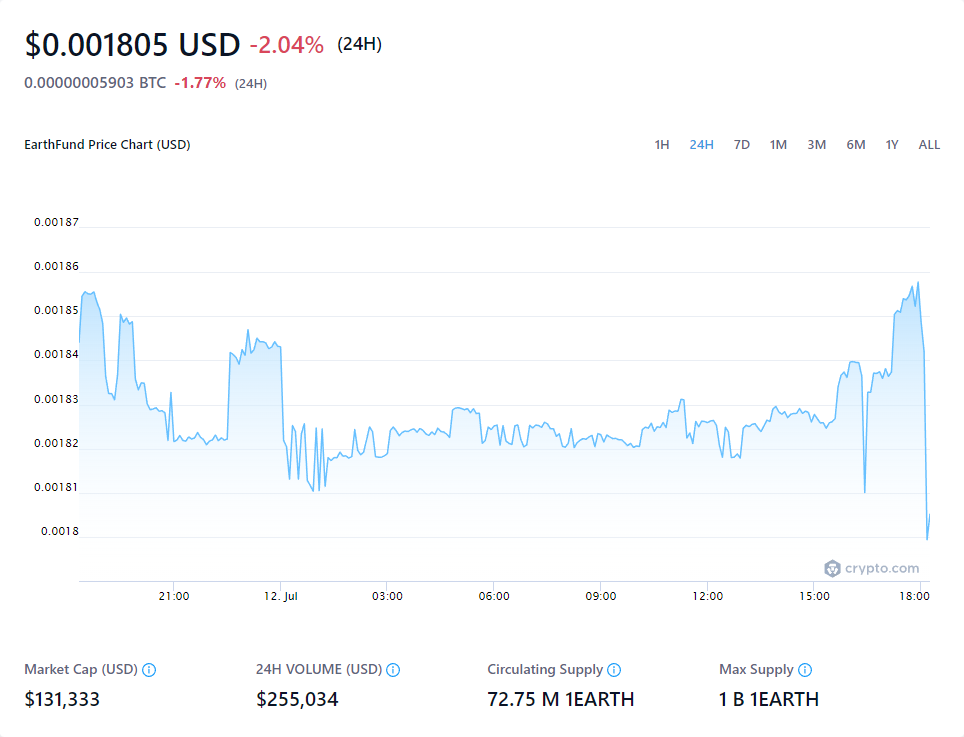 $0.001805 USD -2.04% (24H)
0.00000005903 BTC -1.77% (24H)
EarthFund Price Chart (USD) 1H 24H 7D 1M 3M 6M 1Y ALL
0.00187
0.00186
0.00185
0.00184
0.00183
0.00182
0.00181
0.0018
crypto.com
21:00 12. Jul 03:00 06:00 09:00 12:00 15:00 18:00
Market Cap (USD) 24H VOLUME (USD) Circulating Supply Max Supply
$131,333 $255,034 72.75 M 1EARTH 1 B 1EARTH